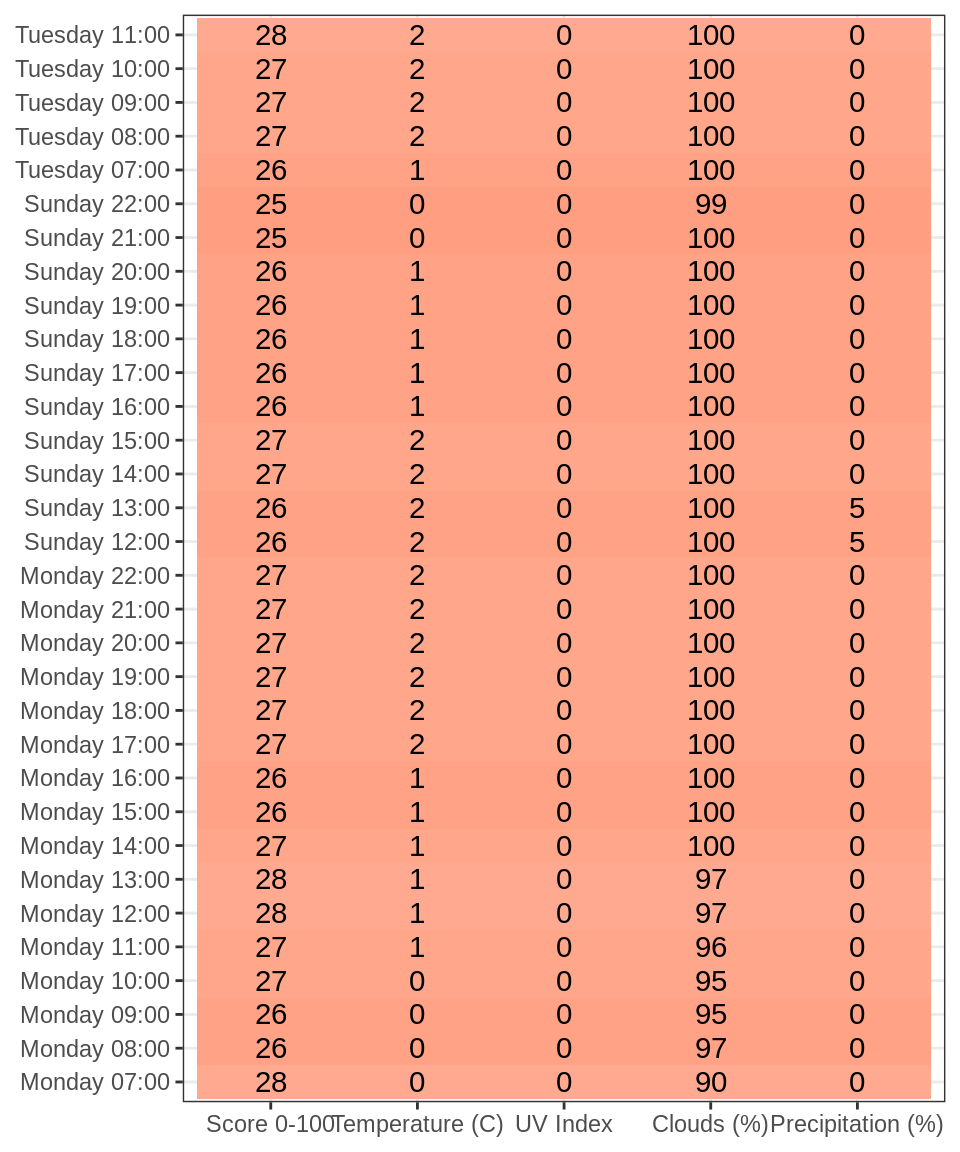 Tuesday 11:00 28 2 0 100 0
Tuesday 10:00 27 2 0 100 0
Tuesday 09:00 27 2 0 100 0
Tuesday 08:00 27 2 0 100 0
Tuesday 07:00 26 1 0 100 0
Sunday 22:00 25 0 0 99 0
Sunday 21:00 25 0 0 100 0
Sunday 20:00 26 1 0 100 0
Sunday 19:00 26 1 0 100 0
Sunday 18:00 26 1 0 100 0
Sunday 17:00 26 1 0 100 0
Sunday 16:00 26 1 0 100 0
Sunday 15:00 27 2 0 100 0
Sunday 14:00 27 2 0 100 0
Sunday 13:00 26 2 0 100 5
Sunday 12:00 26 2 0 100 5
Monday 22:00 27 2 0 100 0
Monday 21:00 27 2 0 100 0
Monday 20:00 27 2 0 100 0
Monday 19:00 27 2 0 100 0
Monday 18:00 27 2 0 100 0
Monday 17:00 27 2 0 100 0
Monday 16:00 26 1 0 100 0
Monday 15:00 26 1 0 100 0
Monday 14:00 27 1 0 100 0
Monday 13:00 28 1 0 97 0
Monday 12:00 28 1 0 97 0
Monday 11:00 27 1 0 96 0
Monday 10:00 27 0 0 95 0
Monday 09:00 26 0 0 95 0
Monday 08:00 26 0 0 97 0
Monday 07:00 28 0 0 90 0
Score 0-100 Temperature (C) UV Index Clouds (%) Precipitation (%)